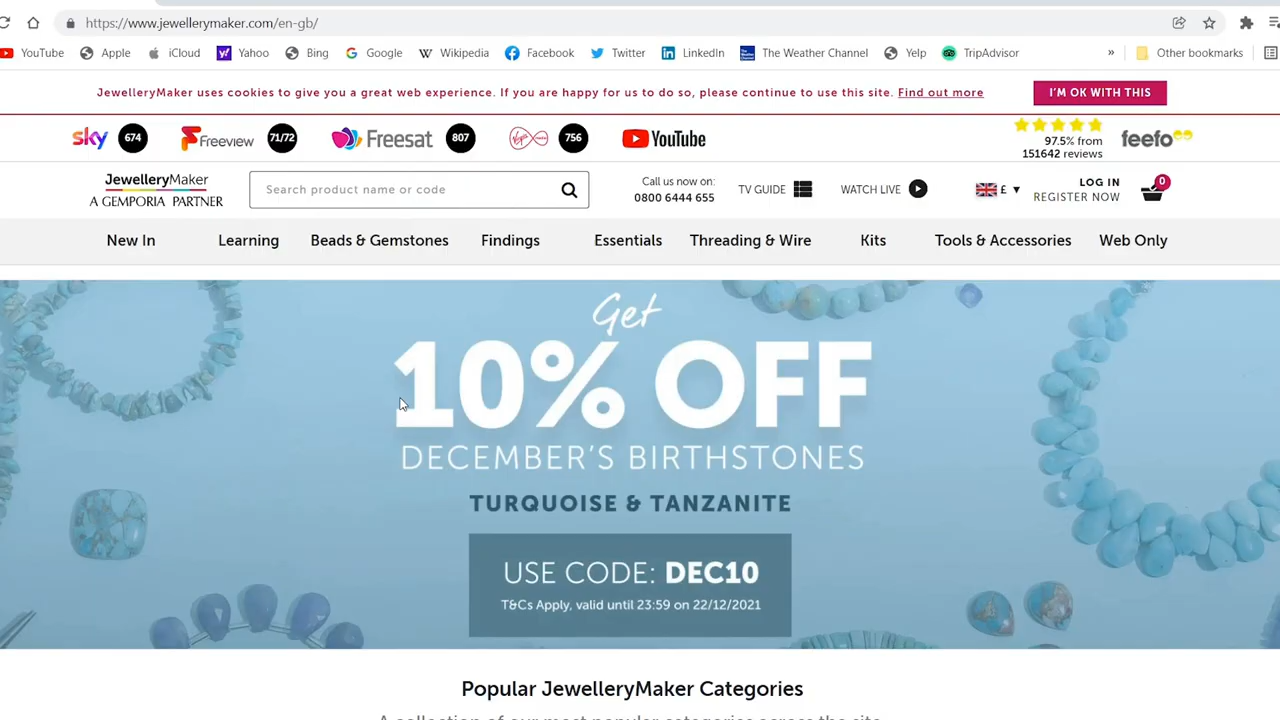 https://www.jewellerymaker.com/en-gb/
YouTube Apple iCloud Yahoo Bing Google Wikipedia Facebook Twitter LinkedIn The Weather Channel Yelp TripAdvisor » Other bookmarks
JewelleryMaker uses cookies to give you a great web experience. If you are happy for us to do so, please continue to use this site. Find out more
I'M OK WITH THIS
sky 674 Freeview 71/72 Freesat 807 756 YouTube
97.5% from
151642 reviews
feefo
JewelleryMaker
A GEMPORIA PARTNER
Search product name or code
Call us now on:
0800 6444 655
TV GUIDE
WATCH LIVE
£
LOG IN
REGISTER NOW
0
New In Learning Beads & Gemstones Findings Essentials Threading & Wire Kits Tools & Accessories Web Only
Get
10% OFF
DECEMBER'S BIRTHSTONES
TURQUOISE & TANZANITE
USE CODE: DEC10
T&Cs Apply, valid until 23:59 on 22/12/2021
Popular JewelleryMaker Categories
A collection of our most popular categories across the site